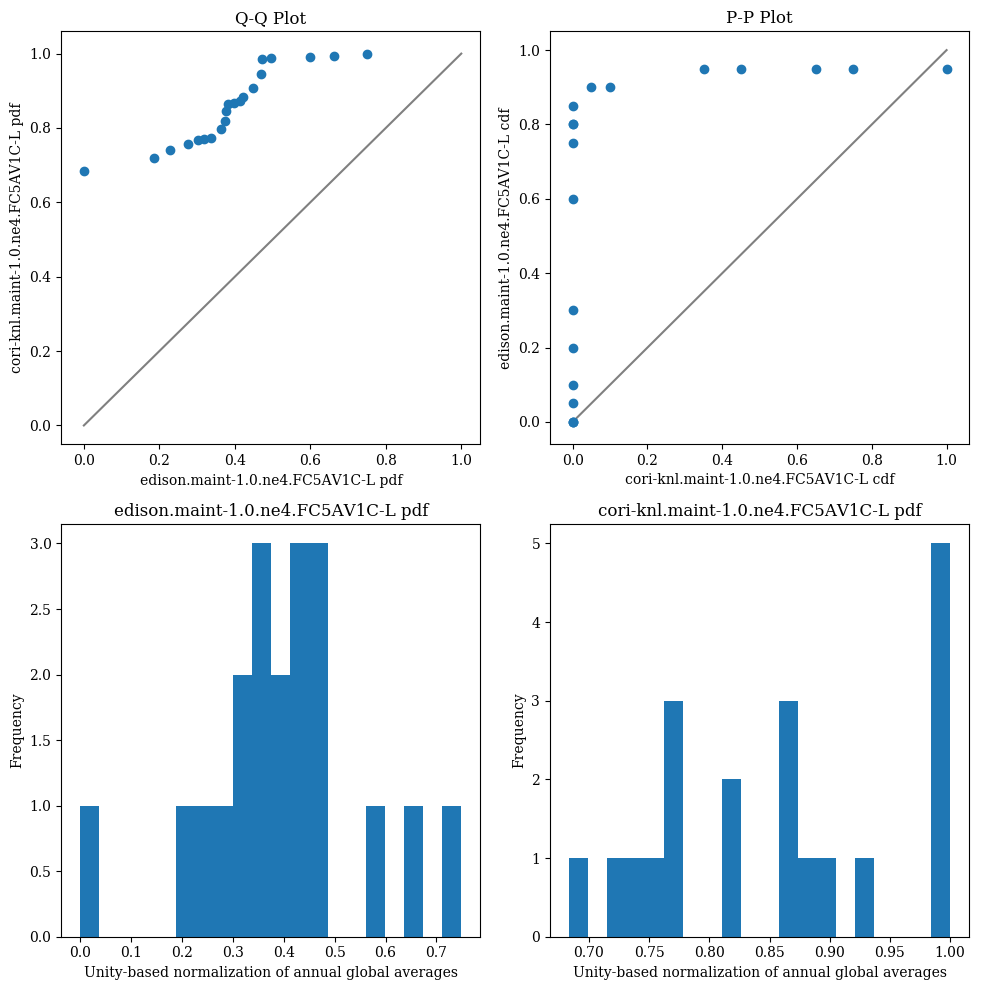 Q-Q Plot
1.0
0.8
0.6
0.4
0.2
0.0
cori-knl.maint-1.0.ne4.FC5AV1C-L pdf
0.0 0.2 0.4 0.6 0.8 1.0
edison.maint-1.0.ne4.FC5AV1C-L pdf
P-P Plot
1.0
0.8
0.6
0.4
0.2
0.0
edison.maint-1.0.ne4.FC5AV1C-L cdf
0.0 0.2 0.4 0.6 0.8 1.0
cori-knl.maint-1.0.ne4.FC5AV1C-L cdf
edison.maint-1.0.ne4.FC5AV1C-L pdf
3.0
2.5
2.0
1.5
1.0
0.5
0.0
Frequency
0.0 0.1 0.2 0.3 0.4 0.5 0.6 0.7
Unity-based normalization of annual global averages
cori-knl.maint-1.0.ne4.FC5AV1C-L pdf
5
4
3
2
1
0
Frequency
0.70 0.75 0.80 0.85 0.90 0.95 1.00
Unity-based normalization of annual global averages